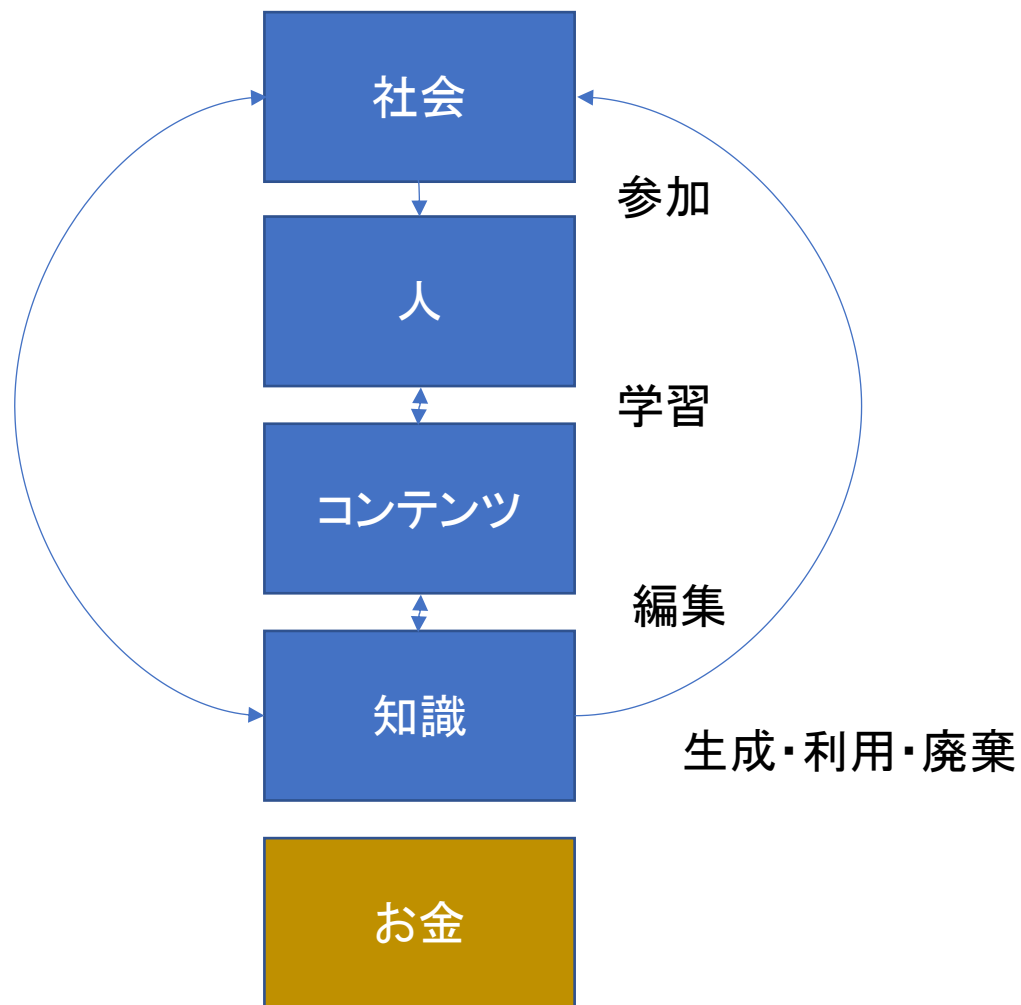 社会
参加
人
学習
コンテンツ
編集
知識
生成・利用・廃棄
お金